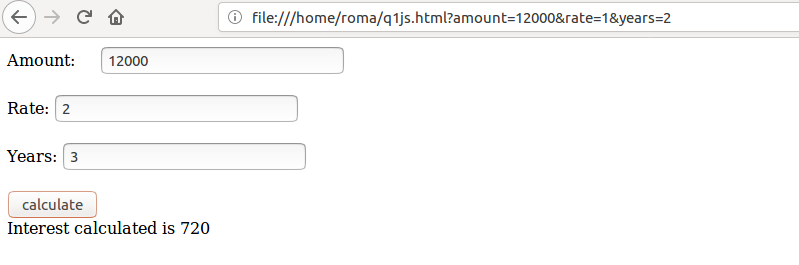 file:///home/roma/q1js.html?amount=12000&rate=1&years=2
Amount: 12000
Rate: 2
Years: 3
calculate
Interest calculated is 720